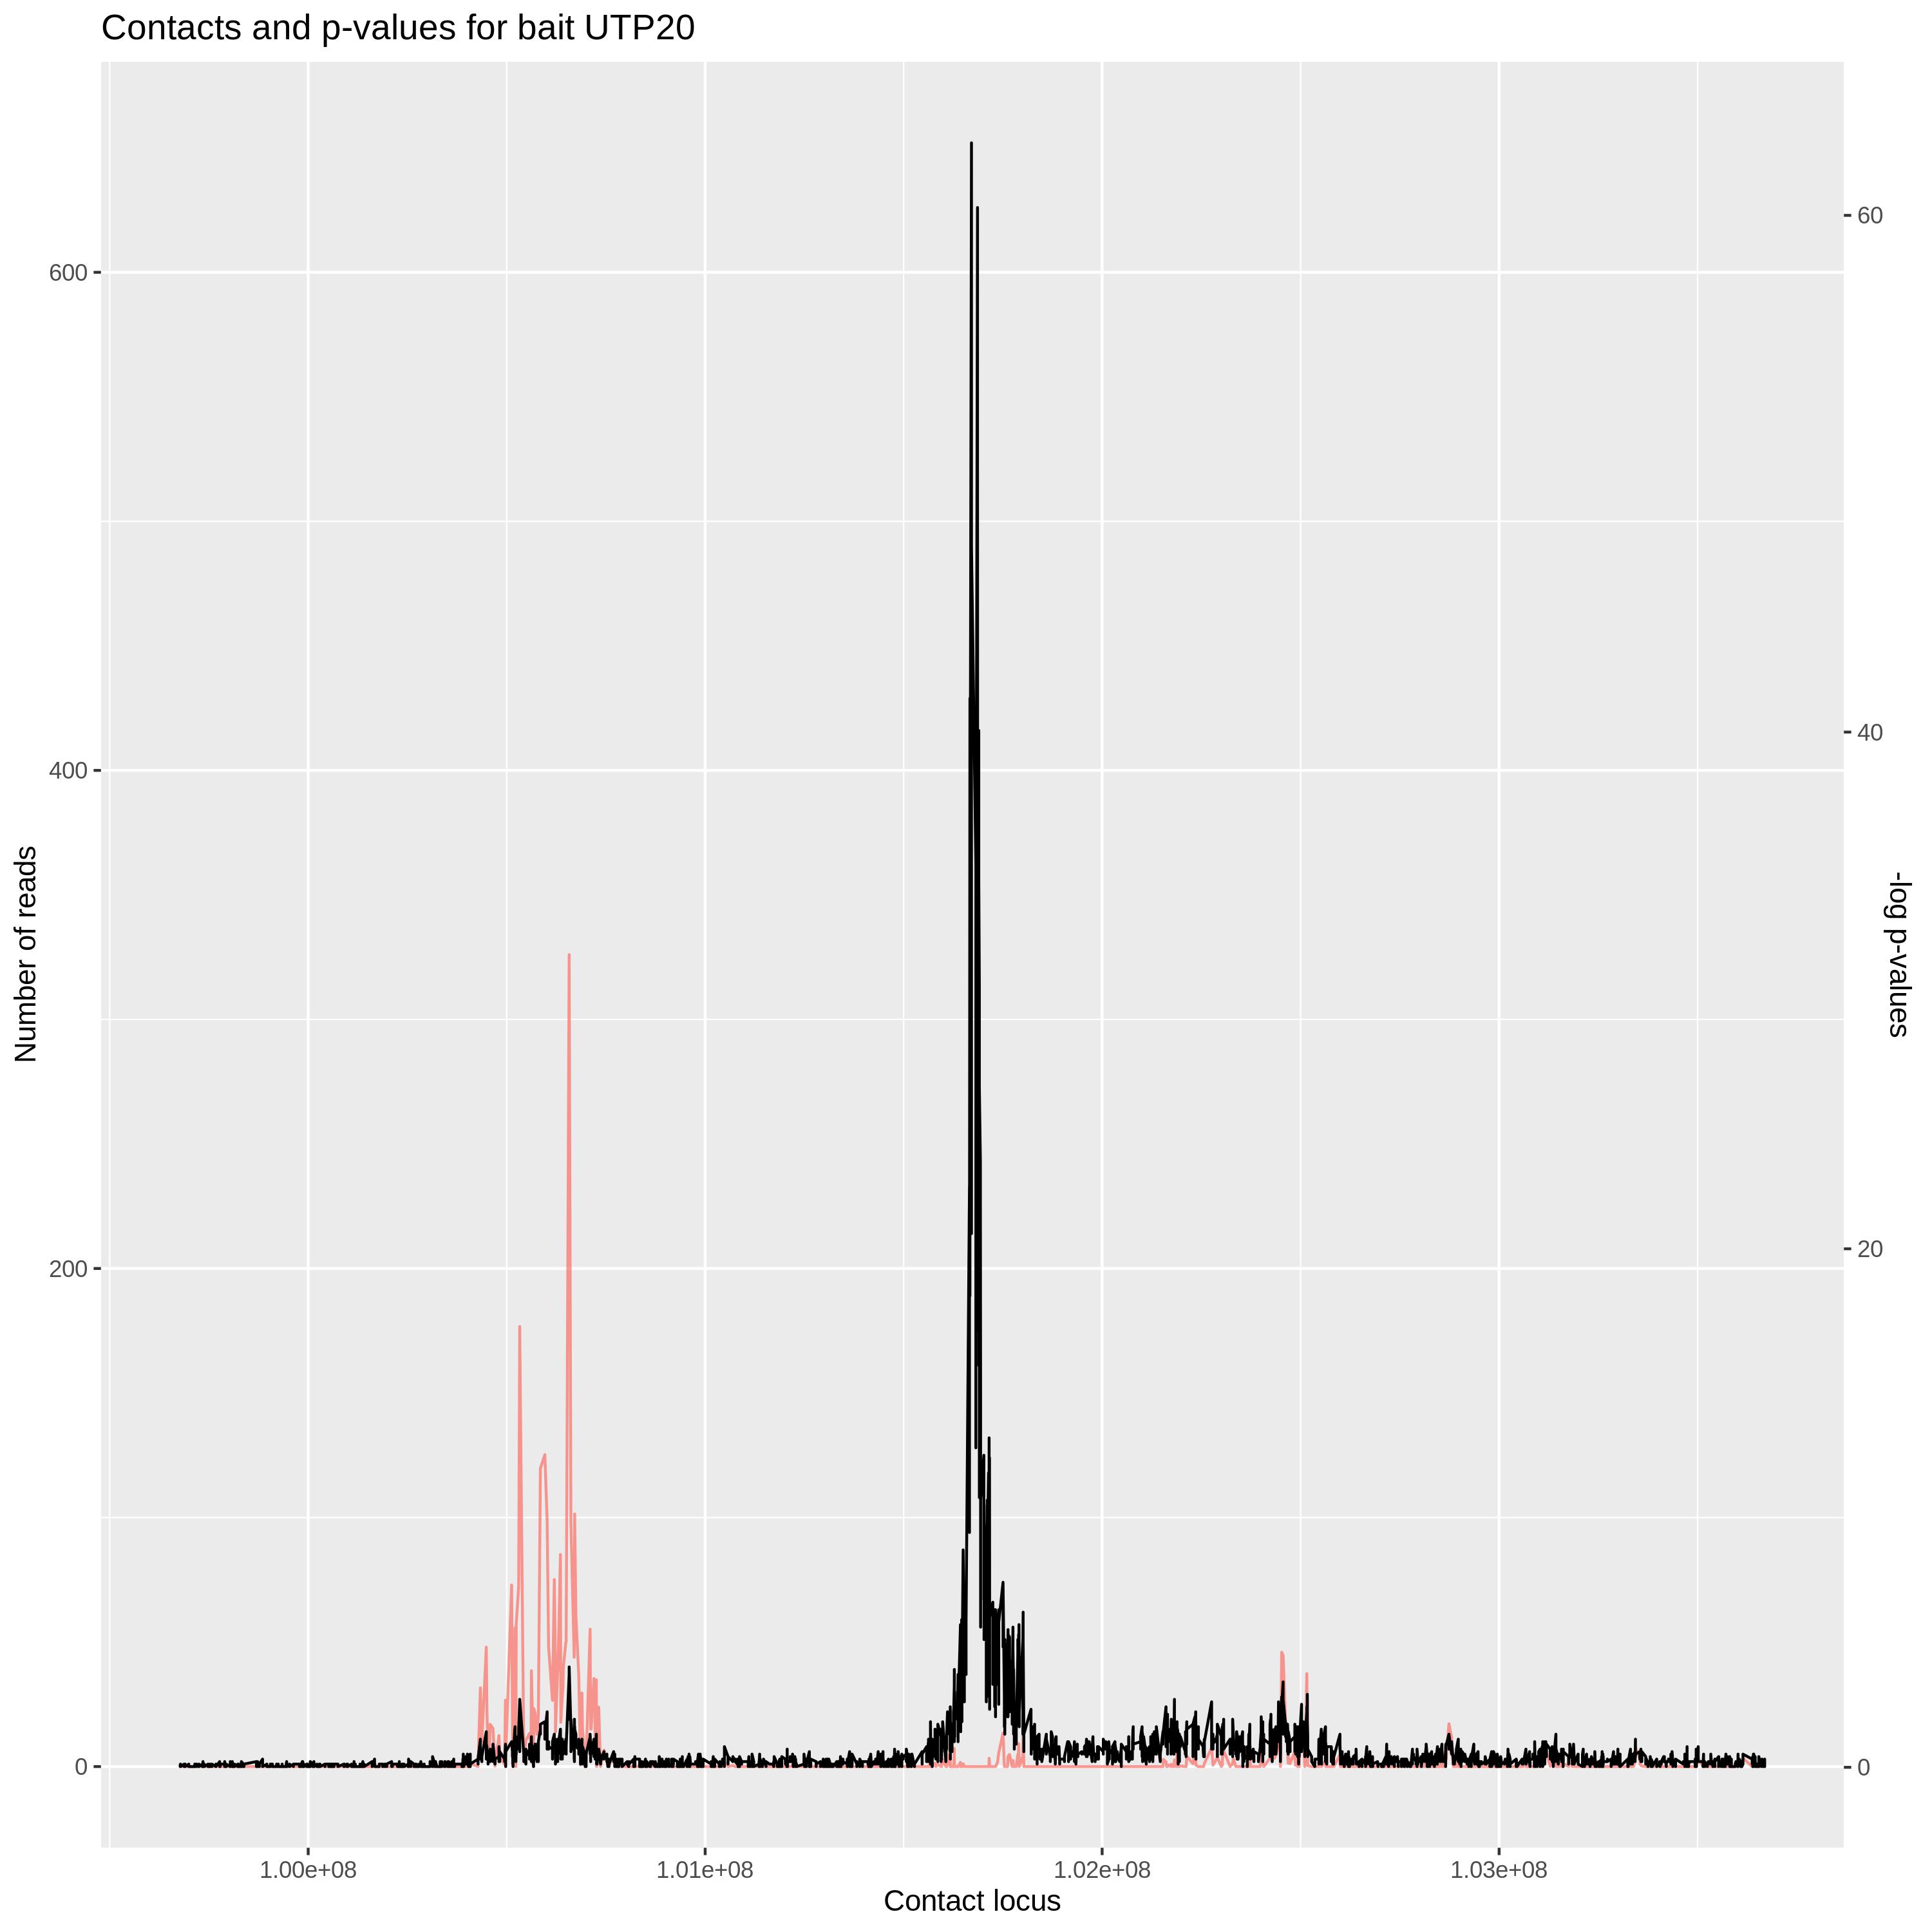 Contacts and p-values for bait UTP20
600
400
200
0
Number of reads
60
40
20
0
-log p-values
1.00e+08
1.01e+08
1.02e+08
1.03e+08
Contact locus